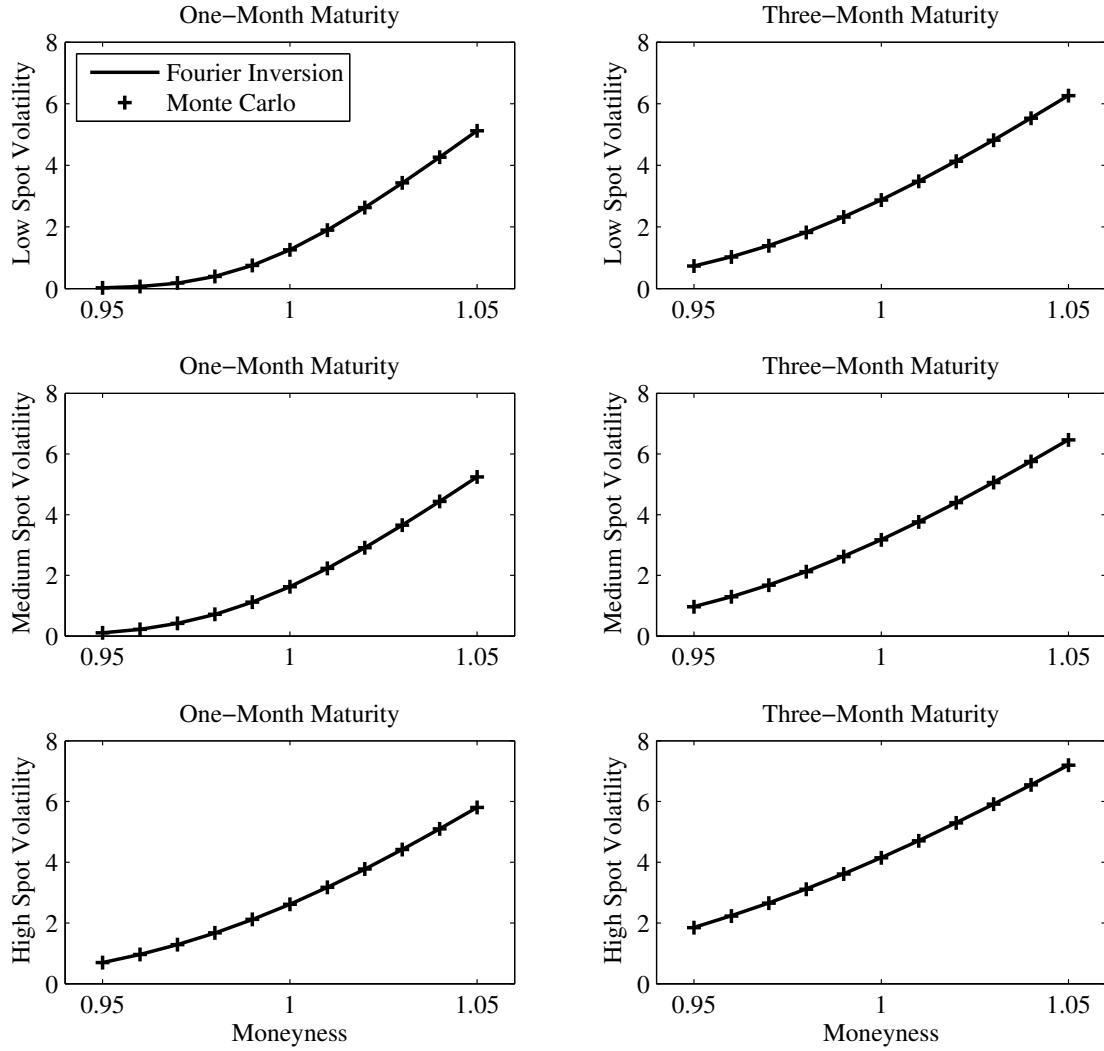 One−Month Maturity
Low Spot Volatility
8
6
4
2
0
0.95 1 1.05
Fourier Inversion
Monte Carlo
Three−Month Maturity
Low Spot Volatility
8
6
4
2
0
0.95 1 1.05
One−Month Maturity
Medium Spot Volatility
8
6
4
2
0
0.95 1 1.05
Three−Month Maturity
Medium Spot Volatility
8
6
4
2
0
0.95 1 1.05
One−Month Maturity
High Spot Volatility
8
6
4
2
0
0.95 1 1.05
Moneyness
Three−Month Maturity
High Spot Volatility
8
6
4
2
0
0.95 1 1.05
Moneyness